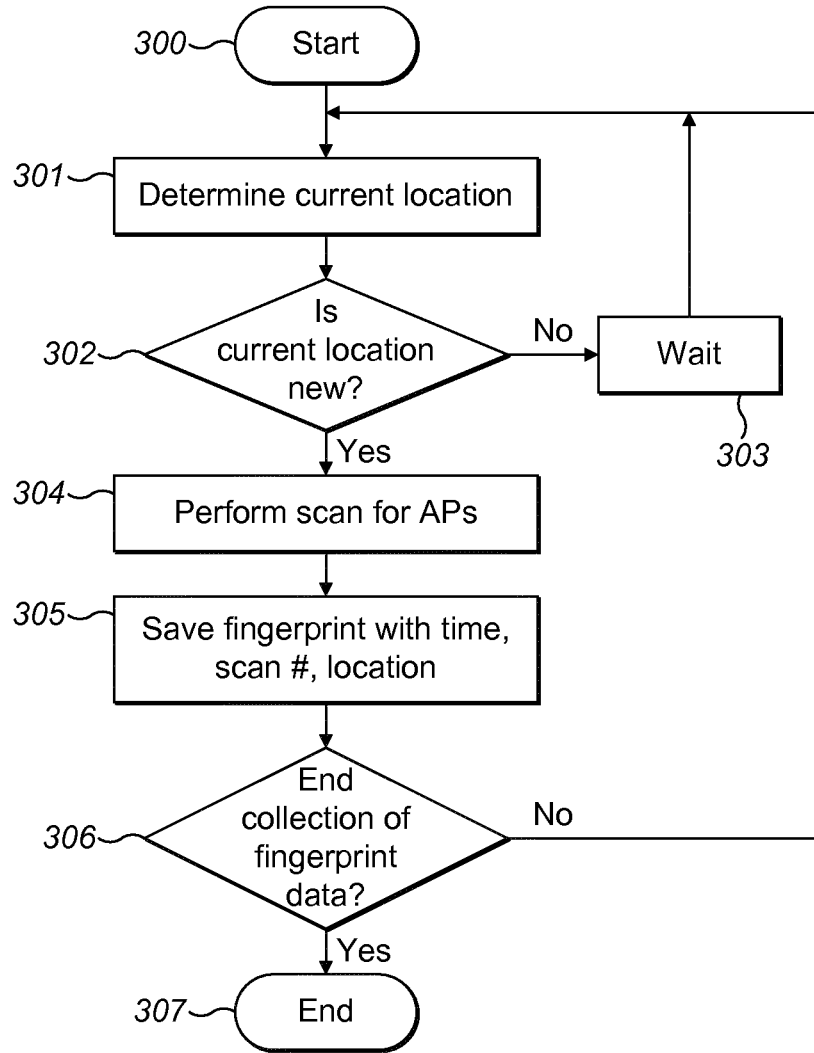 300
Start
301
Determine current location
302
Is
current location
new?
No
Wait
303
Yes
304
Perform scan for APs
305
Save fingerprint with time,
scan #, location
306
End
collection of
fingerprint
data?
No
Yes
307
End